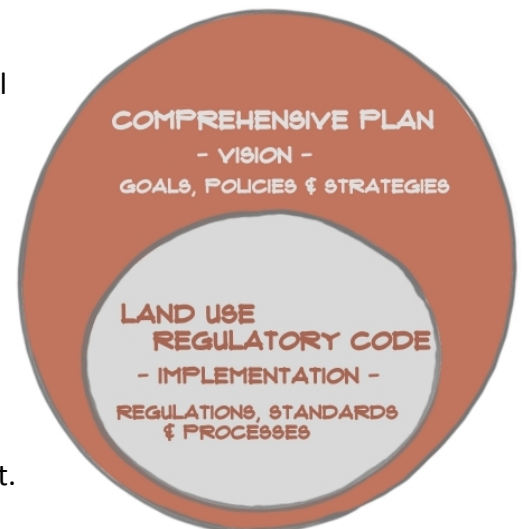 l
COMPREHENSIVE PLAN
- VISION -
GOALS, POLICIES & STRATEGIES
LAND USE
REGULATORY CODE
- IMPLEMENTATION -
REGULATIONS, STANDARDS
& PROCESSES
t.